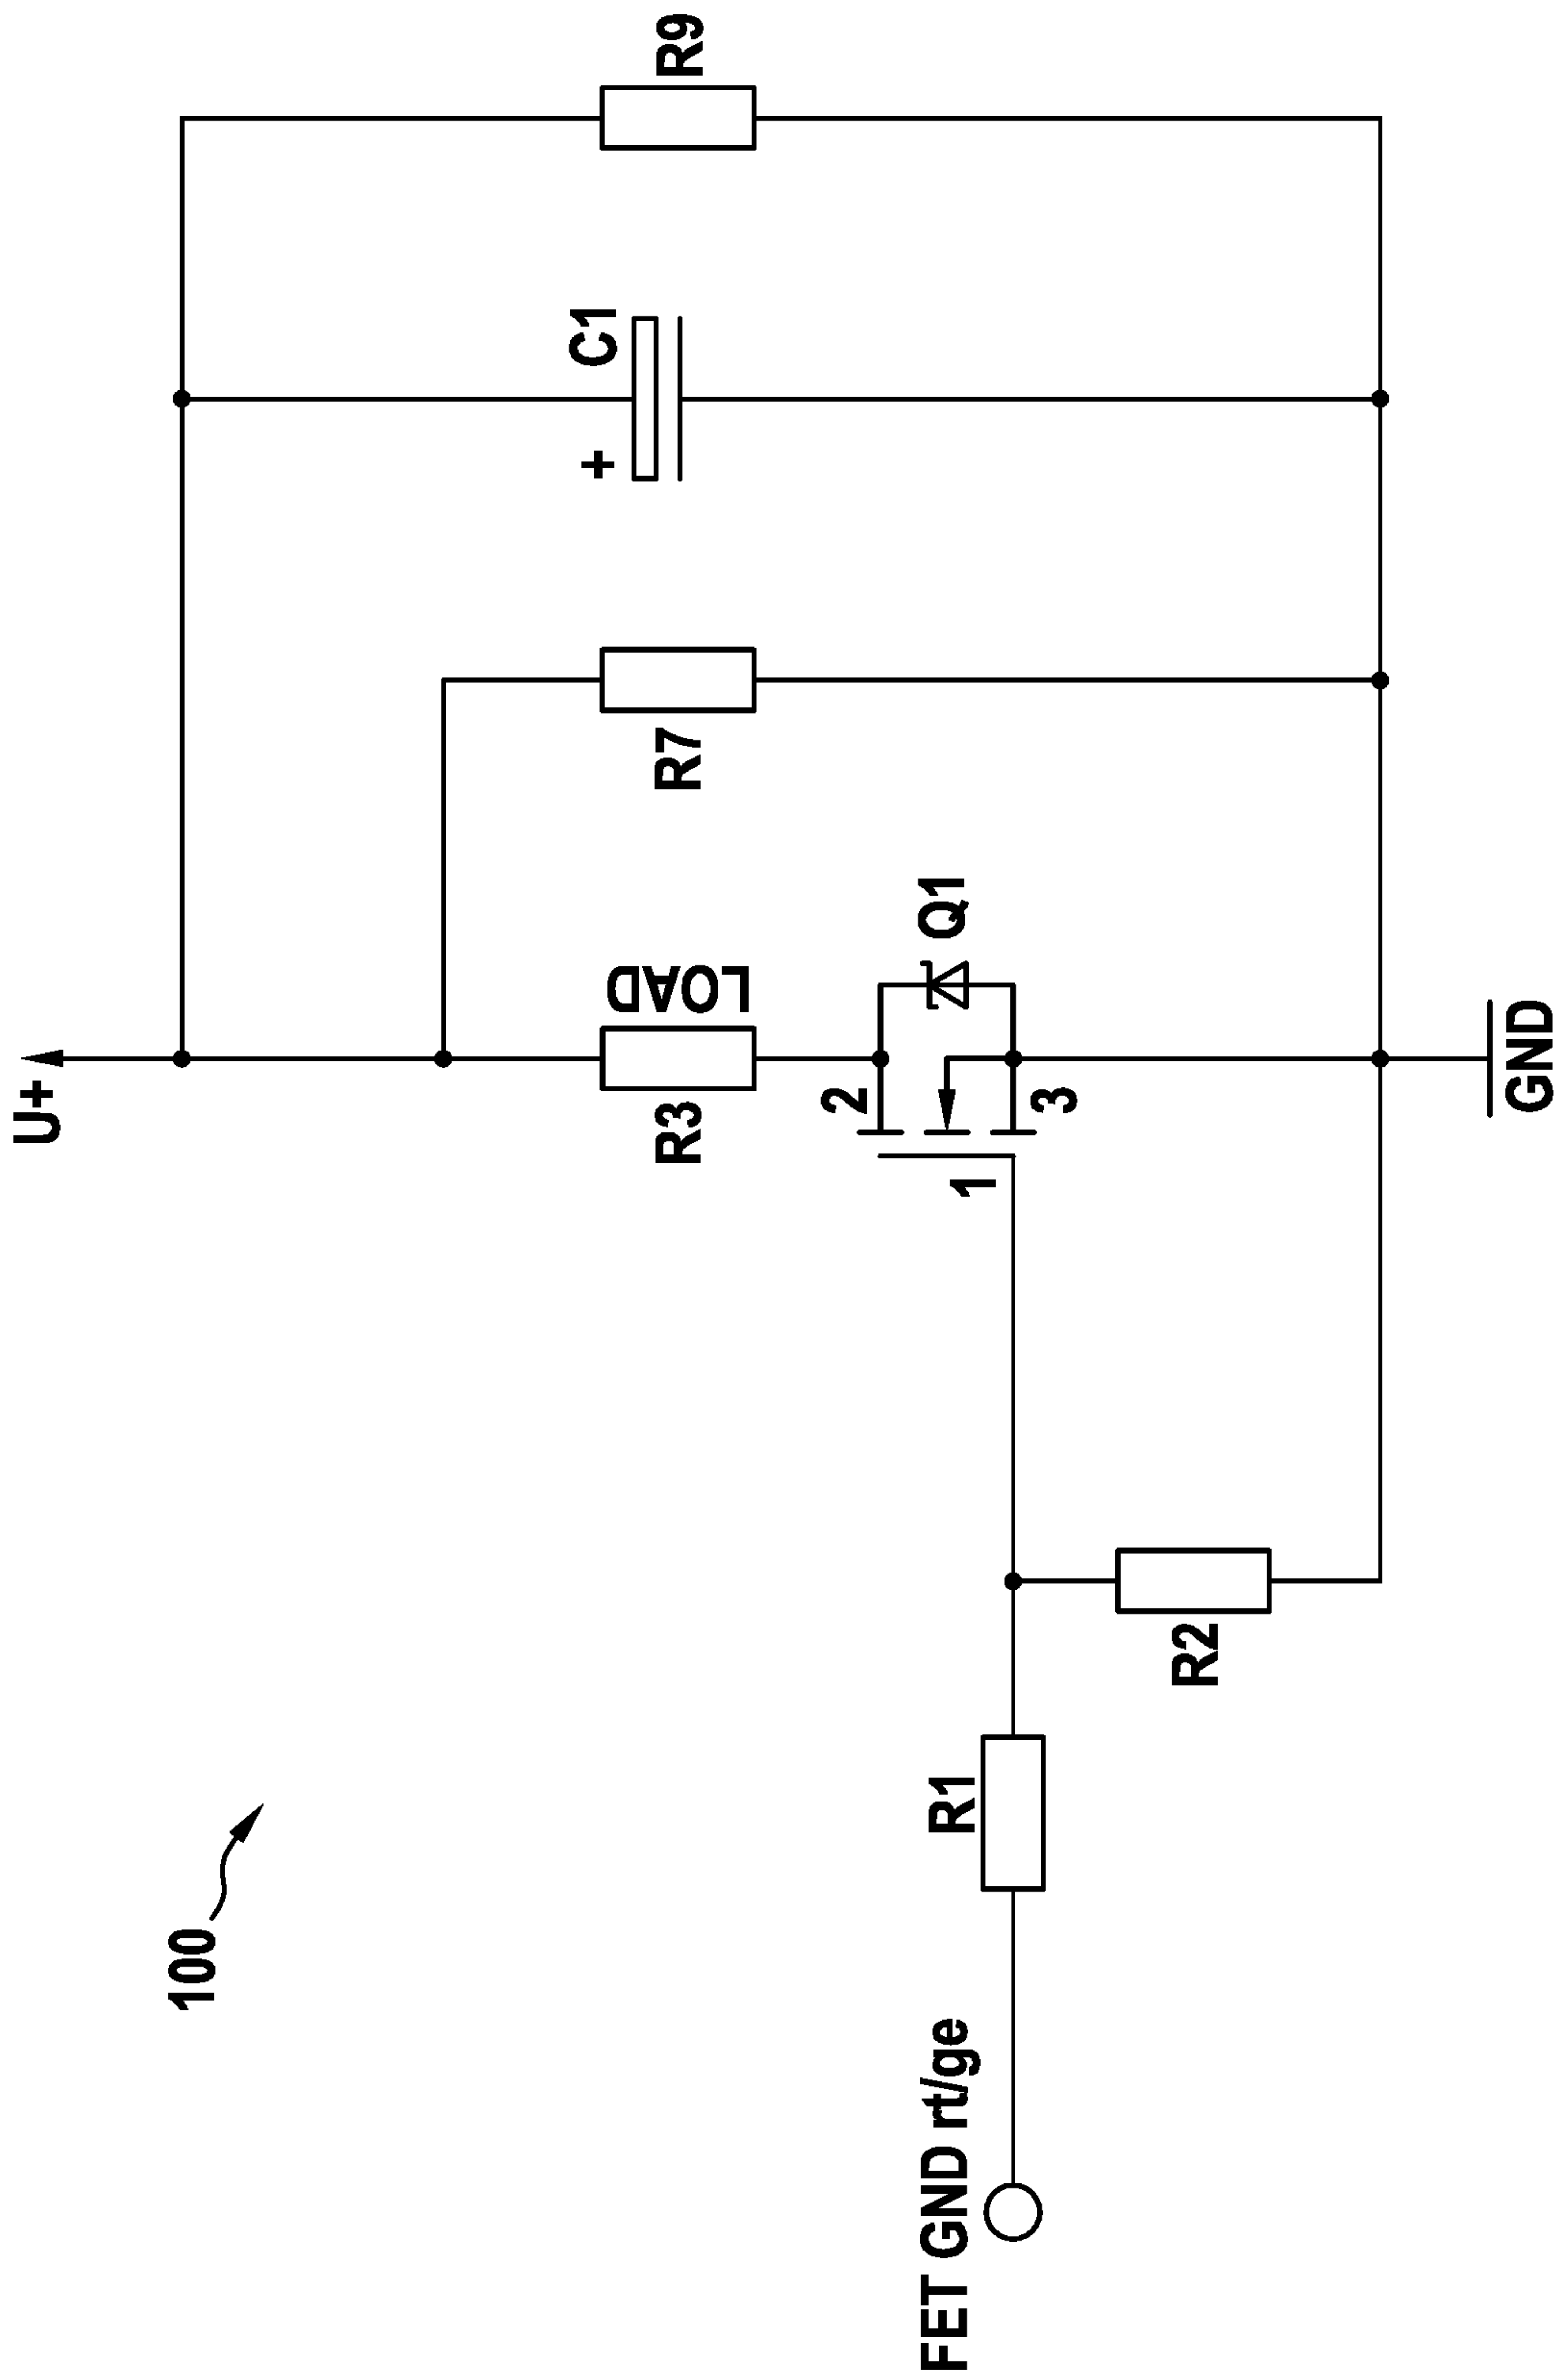 U+
R9
C1
+
R7
LOAD
R3
Q1
2
1
3
GND
R2
R1
100
FET GND rt/ge